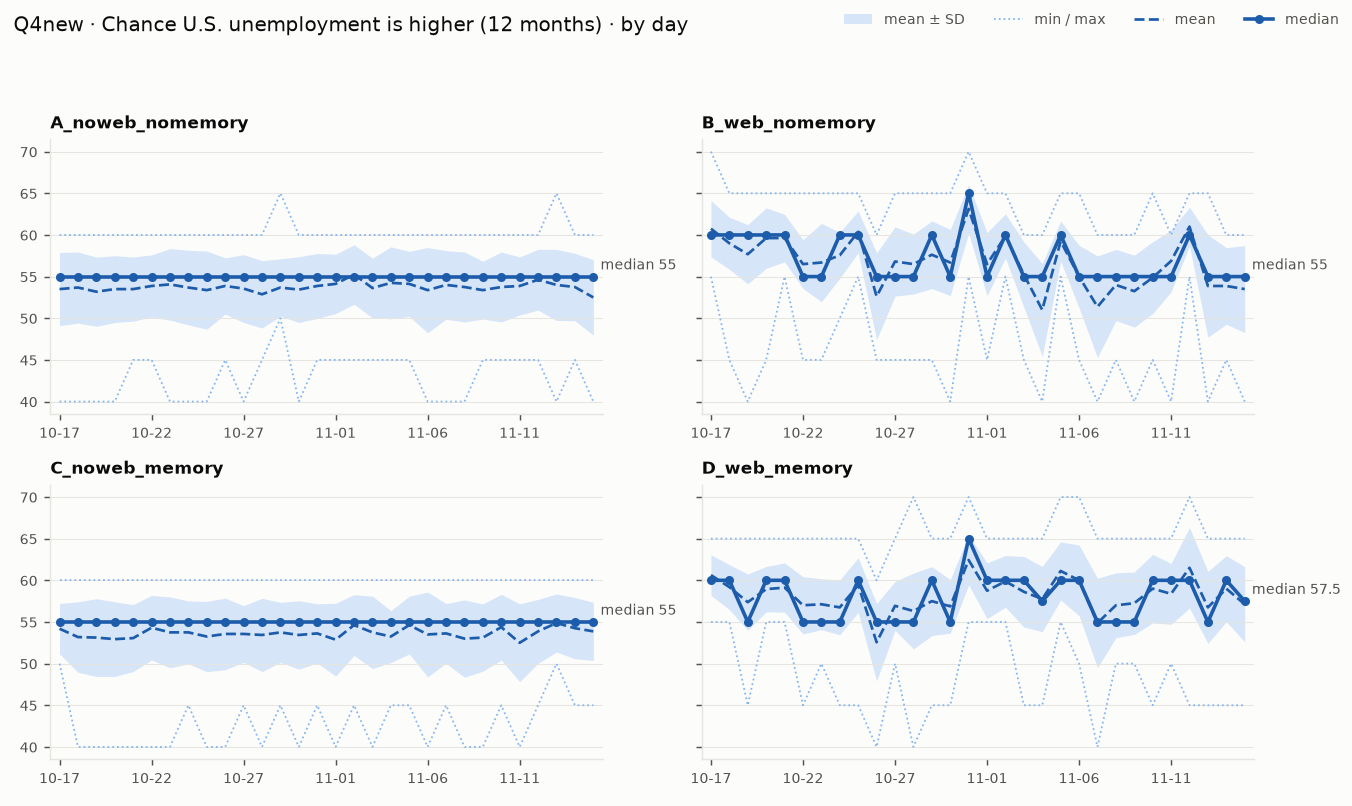 Q4new · Chance U.S. unemployment is higher (12 months) · by day
mean ± SD
min / max
mean
median
A_noweb_nomemory
70
65
60
55
50
45
40
median 55
10-17
10-22
10-27
11-01
11-06
11-11
B_web_nomemory
median 55
10-17
10-22
10-27
11-01
11-06
11-11
C_noweb_memory
70
65
60
55
50
45
40
median 55
10-17
10-22
10-27
11-01
11-06
11-11
D_web_memory
median 57.5
10-17
10-22
10-27
11-01
11-06
11-11